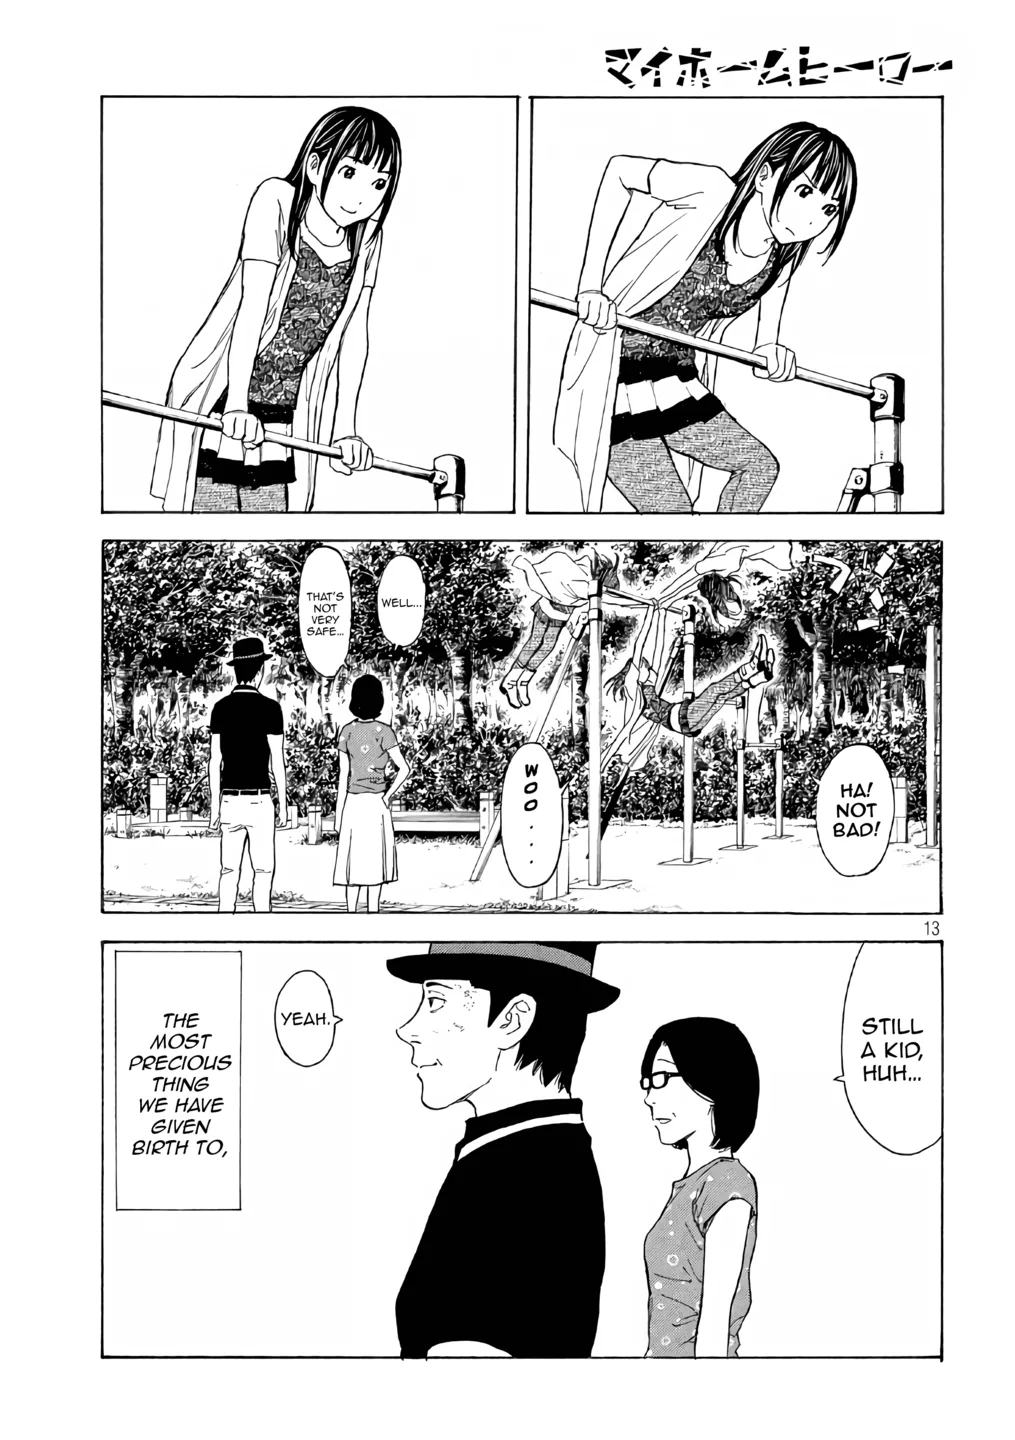 マイホームヒーロー
HA!
NOT
BAD!
WOO....
WELL...
THAT'S
NOT
VERY
SAFE...
13
STILL
A KID,
HUH...
YEAH.
THE
MOST
PRECIOUS
THING
WE HAVE
GIVEN
BIRTH TO,